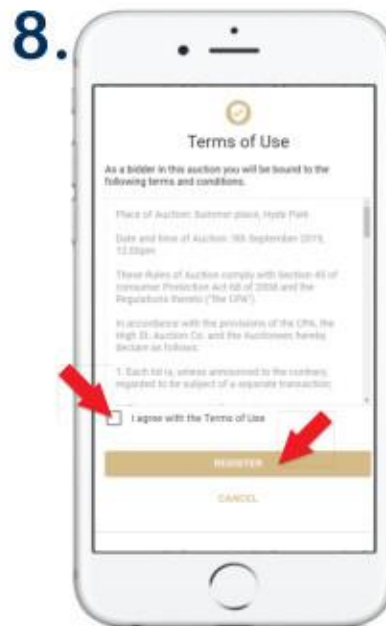 8.
Terms of Use
As a bidder in this auction you will be bound to the
following terms and conditions.
Place of Auction: Summer place, Hyde Park
Date and time of Auction: 5th September 2019,
12.00pm
These Rules of Auction comply with Section 45 of
consumer Protection Act 68 of 2008 and the
Regulations thereto ("the CPA").
In accordance with the provisions of the CPA, the
High St. Auction Co. and the Auctioneers hereby
declare as follows:
1. Each lot is, unless announced to the contrary,
regarded to be subject of a separate transaction
I agree with the Terms of Use
REGISTER
CANCEL